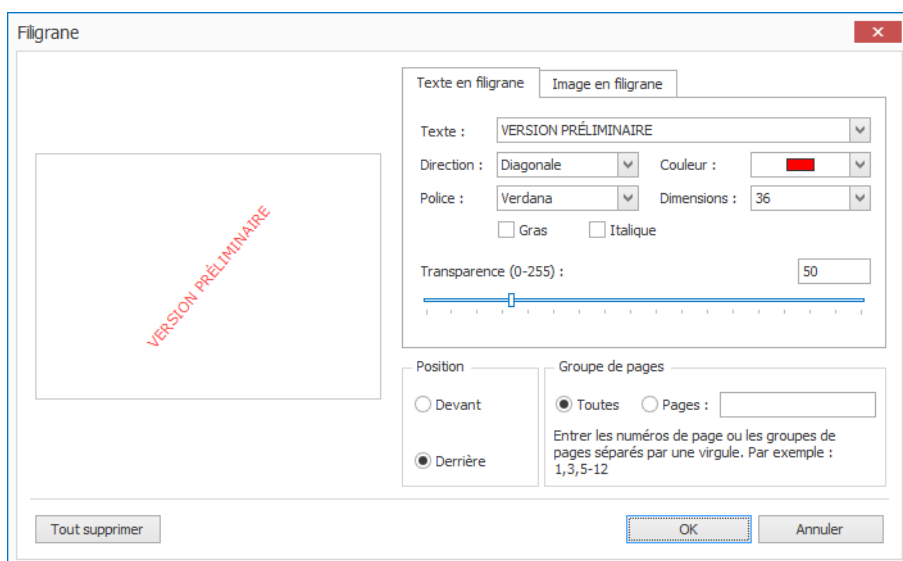 Filigrane
Texte en filigrane
Image en filigrane
Texte : VERSION PRÉLIMINAIRE
Direction : Diagonale Couleur :
Police : Verdana Dimensions : 36
Gras Italique
Transparence (0-255) : 50
VERSION PRÉLIMINAIRE
Position
Devant
Derrière
Groupe de pages
Toutes Pages :
Entrer les numéros de page ou les groupes de
pages séparés par une virgule. Par exemple :
1,3,5-12
Tout supprimer OK Annuler